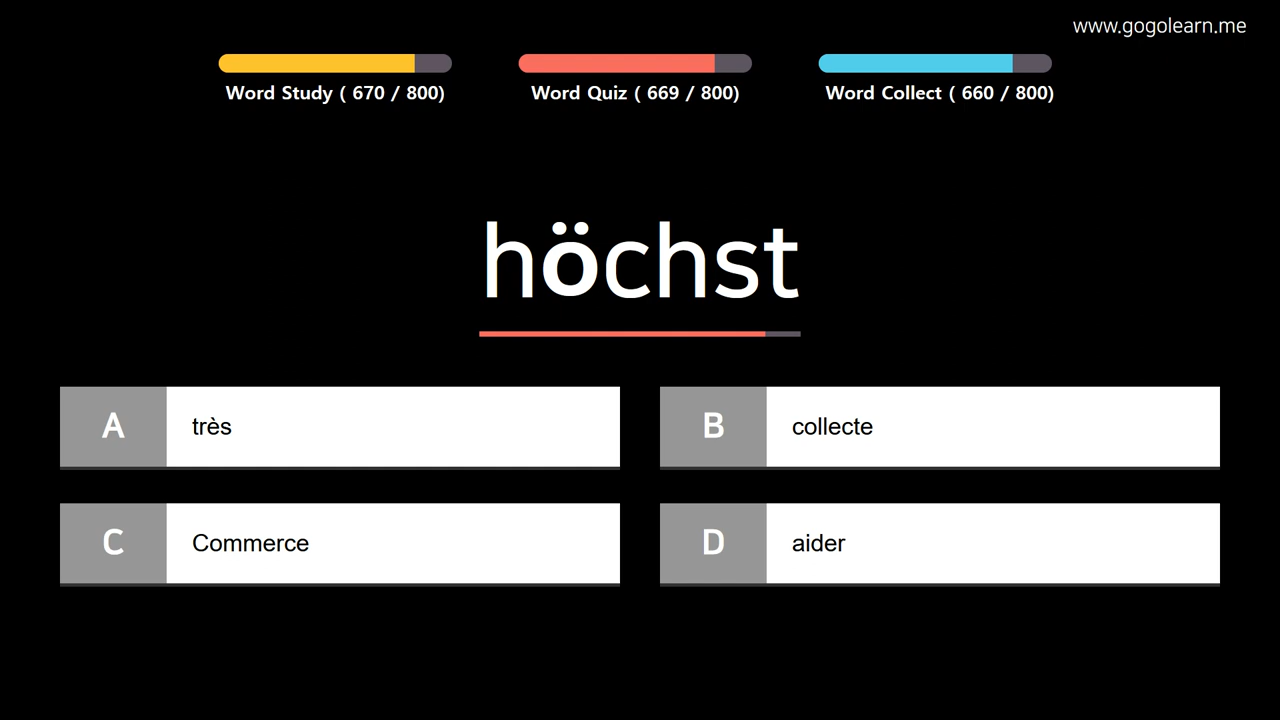 www.gogolearn.me
Word Study ( 670 / 800)
Word Quiz ( 669 / 800)
Word Collect ( 660 / 800)
höchst
A très
B collecte
C Commerce
D aider